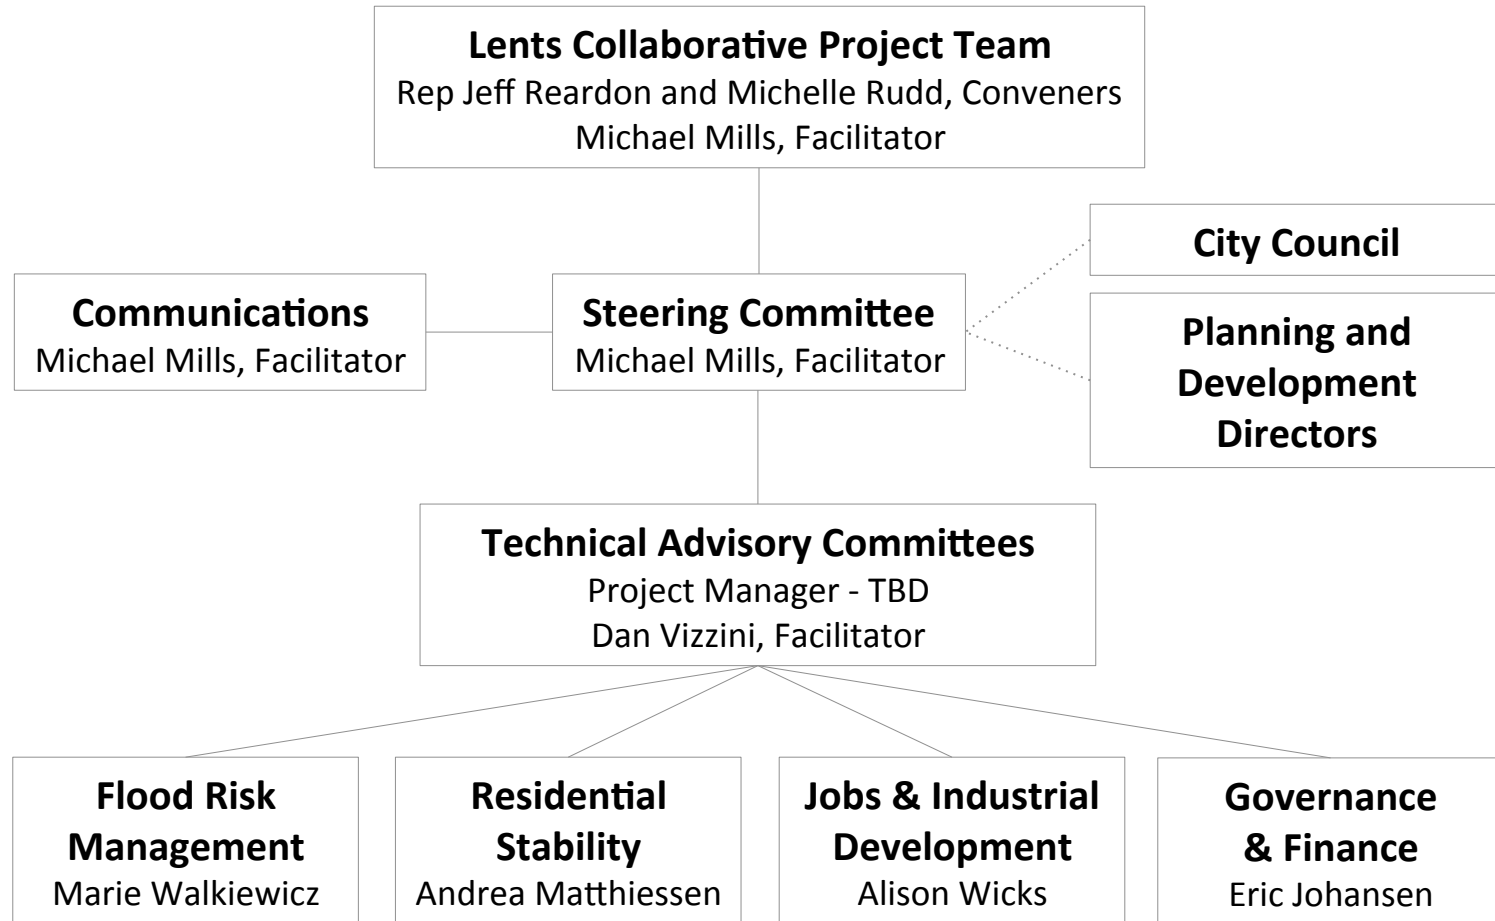 Lents Collaborative Project Team
Rep Jeff Reardon and Michelle Rudd, Conveners
Michael Mills, Facilitator
City Council
Communications
Michael Mills, Facilitator
Steering Committee
Michael Mills, Facilitator
Planning and
Development
Directors
Technical Advisory Committees
Project Manager - TBD
Dan Vizzini, Facilitator
Flood Risk
Management
Marie Walkiewicz
Residential
Stability
Andrea Matthiessen
Jobs & Industrial
Development
Alison Wicks
Governance
& Finance
Eric Johansen